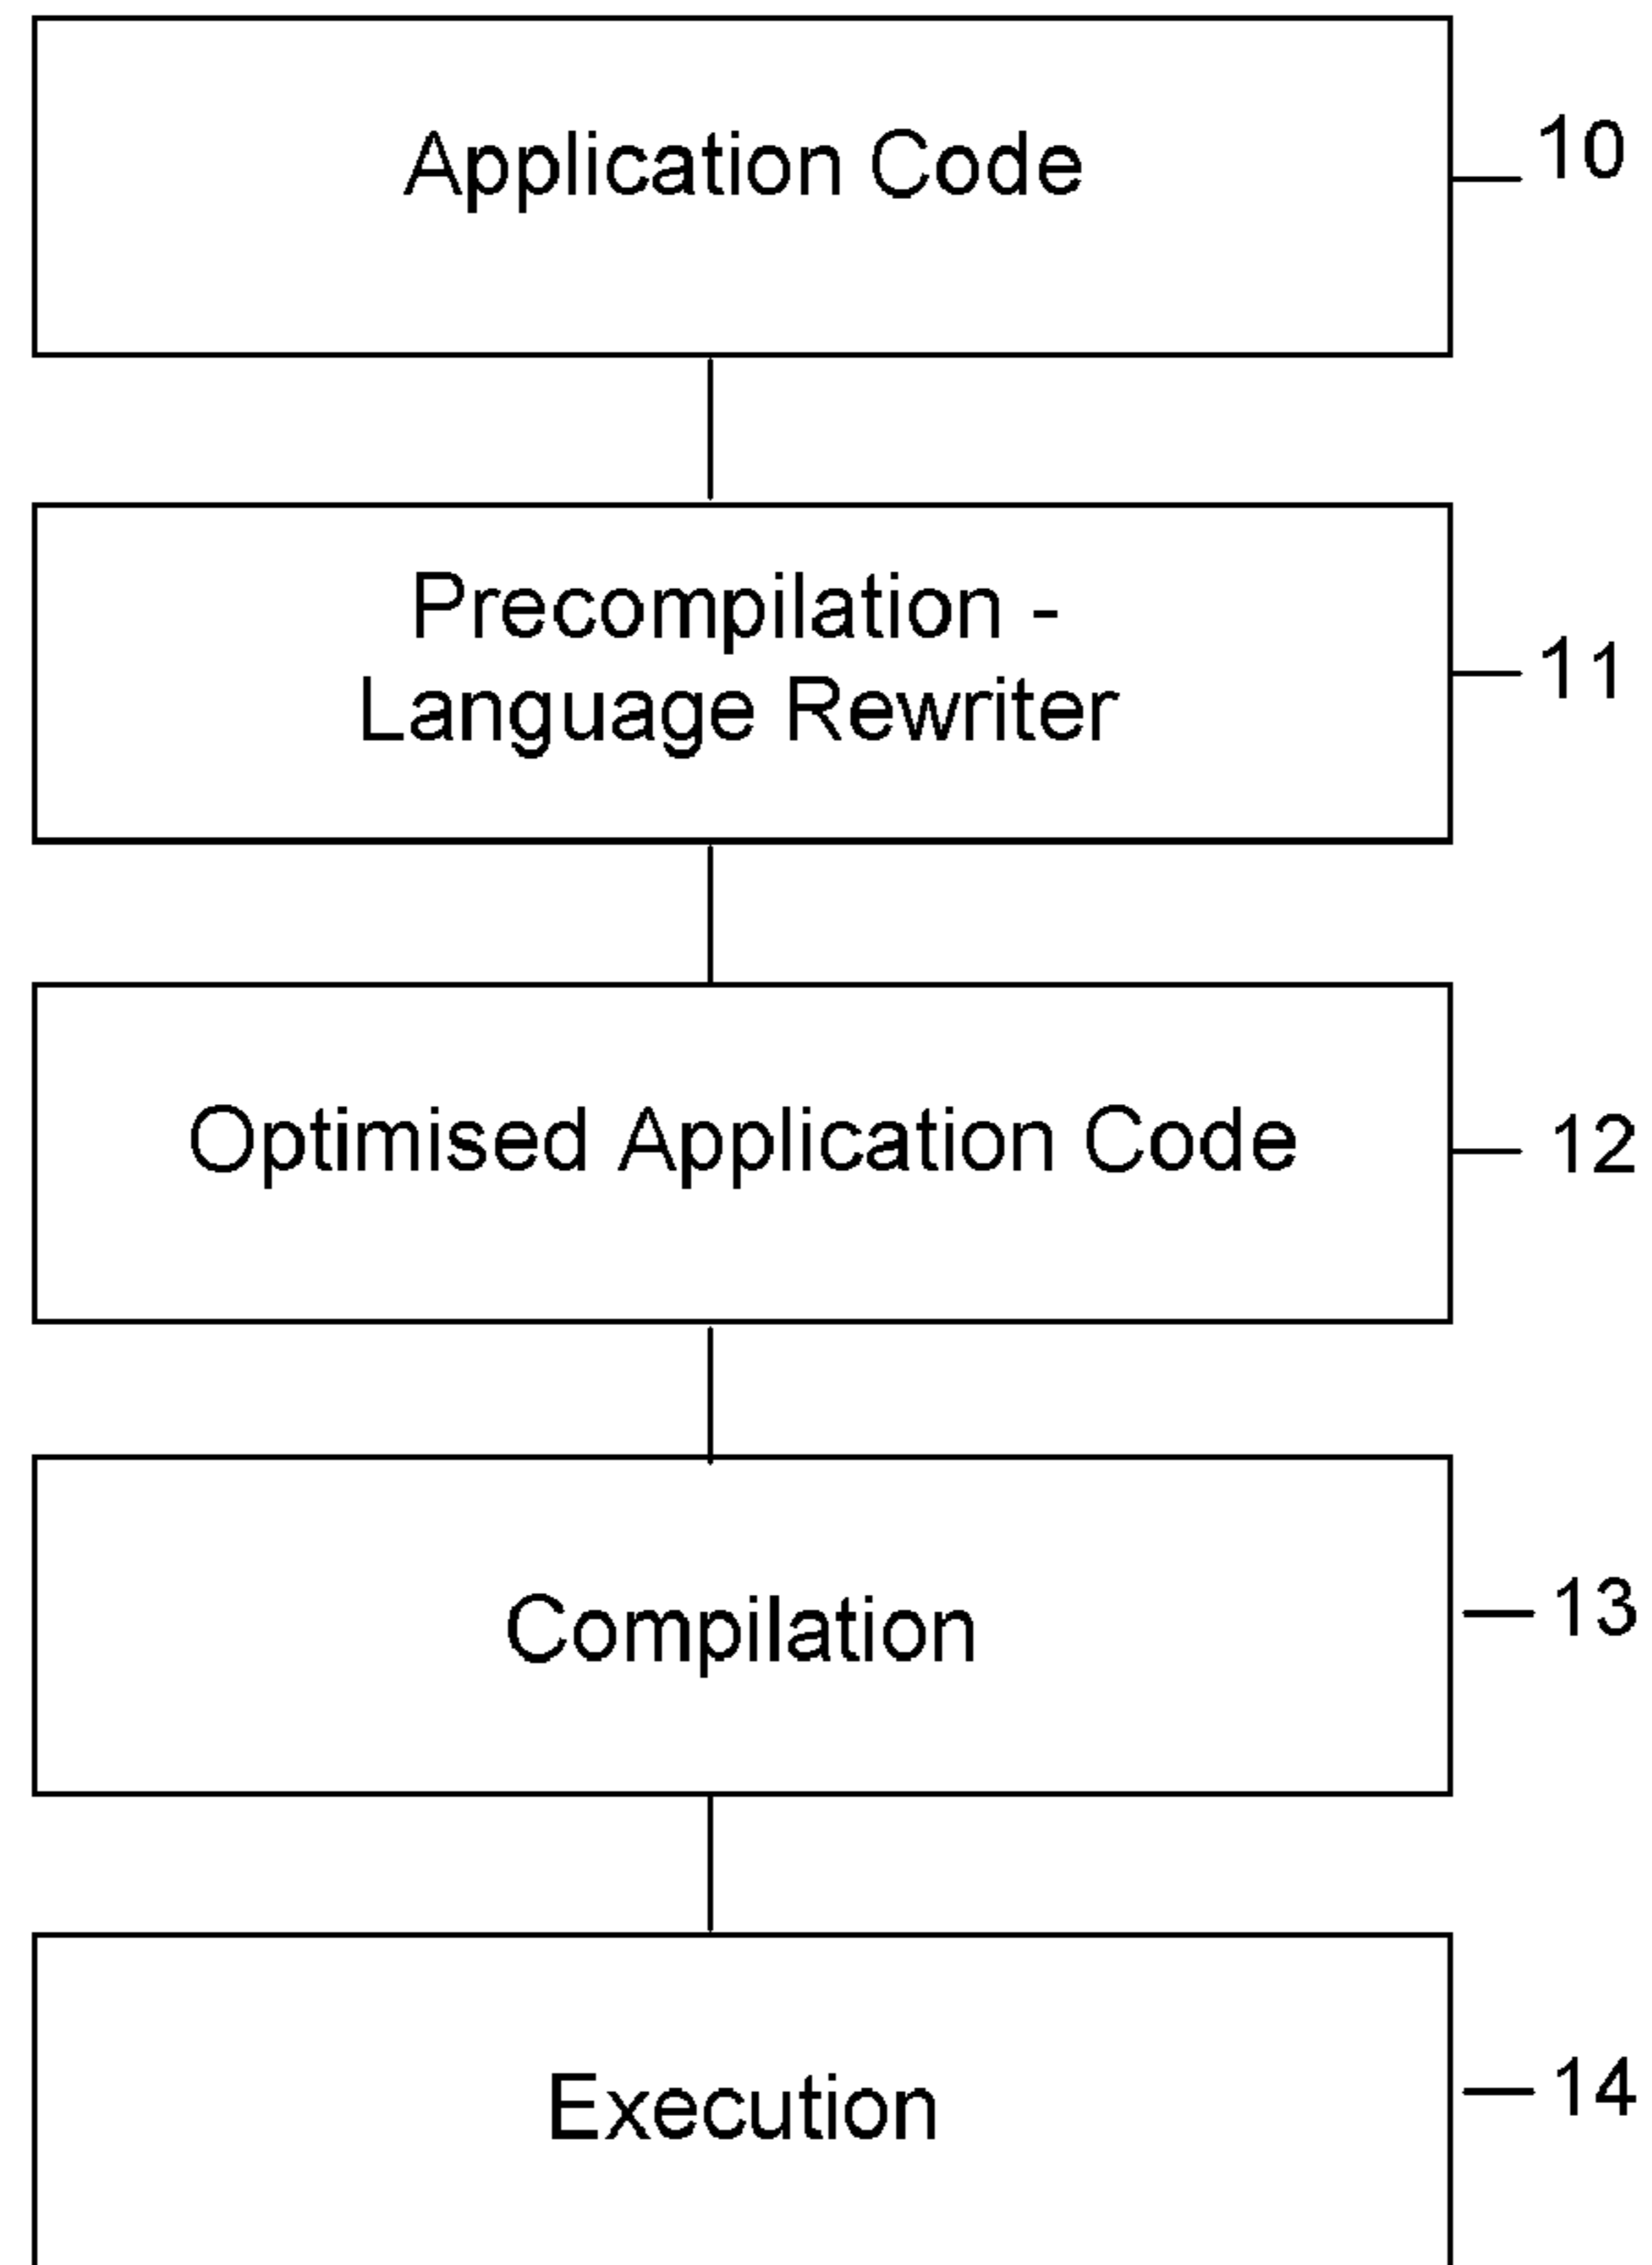 Application Code
10
Precompilation -
Language Rewriter
11
Optimised Application Code
12
Compilation
13
Execution
14